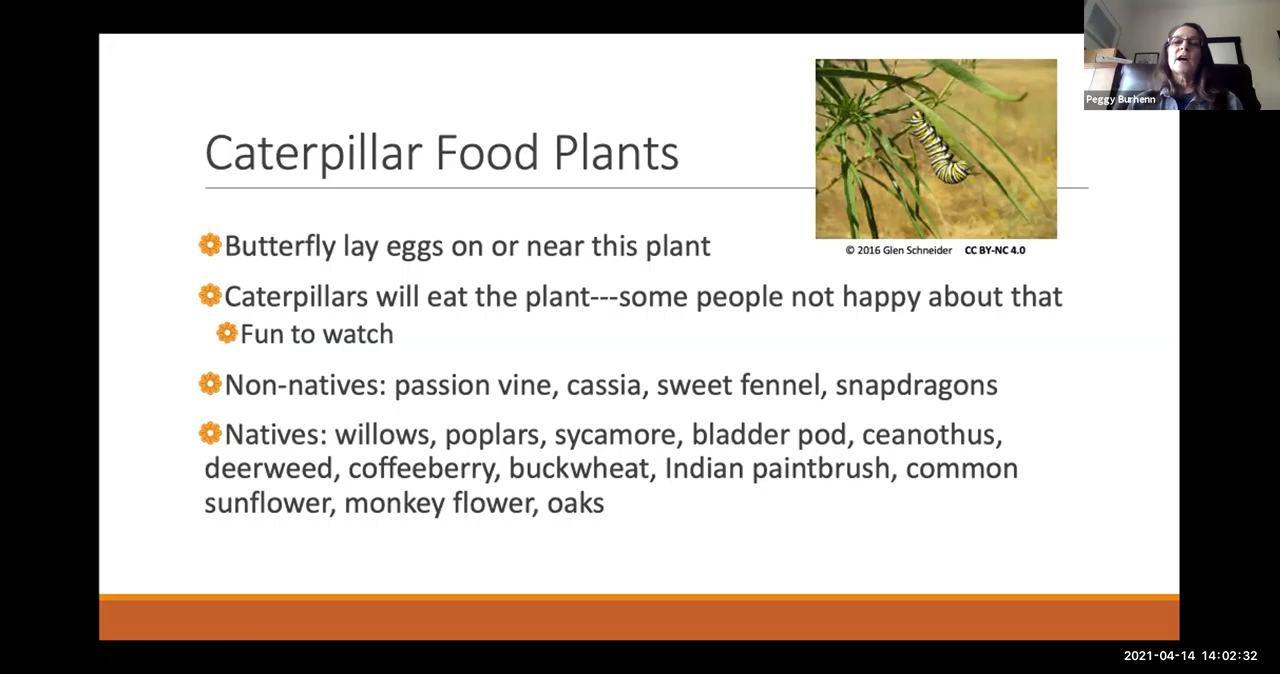 Peggy Burhenn
Caterpillar Food Plants
© 2016 Glen Schneider CC BY-NC 4.0
Butterfly lay eggs on or near this plant
Caterpillars will eat the plant---some people not happy about that
Fun to watch
Non-natives: passion vine, cassia, sweet fennel, snapdragons
Natives: willows, poplars, sycamore, bladder pod, ceanothus,
deerweed, coffeeberry, buckwheat, Indian paintbrush, common
sunflower, monkey flower, oaks
2021-04-14 14:02:32